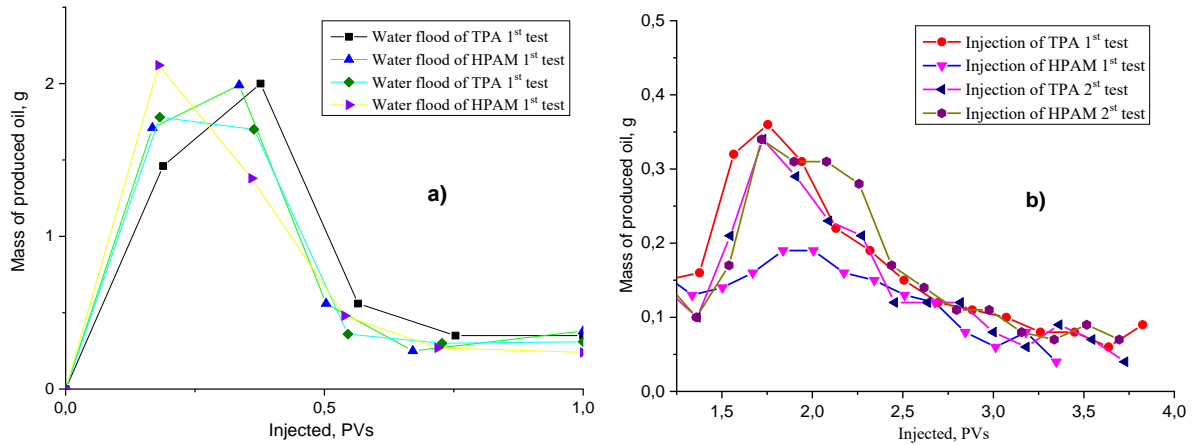 Water flood of TPA 1st test
Water flood of HPAM 1st test
Water flood of TPA 1st test
Water flood of HPAM 1st test
a)
Mass of produced oil, g
2
1
0
0,0 0,5 1,0
Injected, PVs
Injection of TPA 1st test
Injection of HPAM 1st test
Injection of TPA 2st test
Injection of HPAM 2st test
b)
Mass of produced oil, g
0,5
0,4
0,3
0,2
0,1
0,0
1,5 2,0 2,5 3,0 3,5 4,0
Injected, PVs